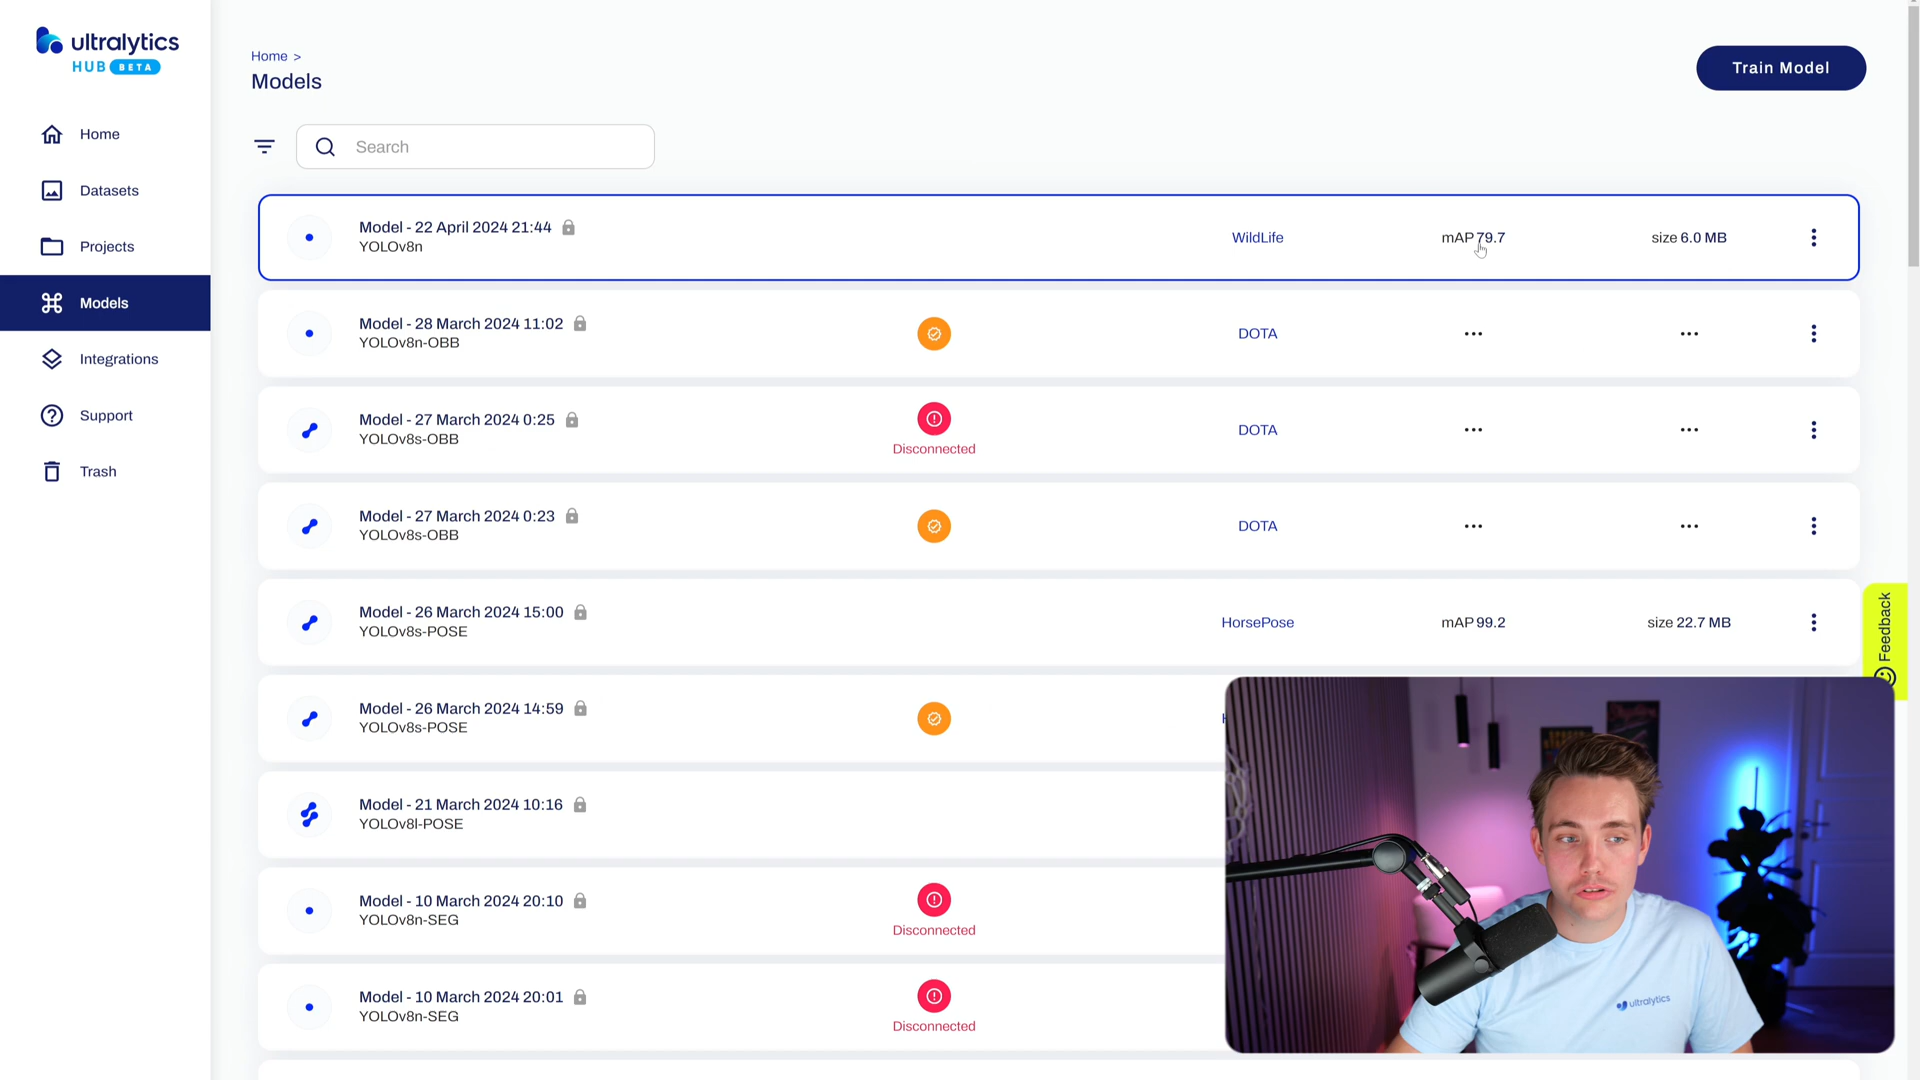 ultralytics
HUB BETA
Home
Datasets
Projects
Models
Integrations
Support
Trash
Home >
Models
Train Model
Search
Model - 22 April 2024 21:44
YOLOv8n
WildLife
mAP 79.7
size 6.0 MB
Model - 28 March 2024 11:02
YOLOv8n-OBB
DOTA
...
...
Model - 27 March 2024 0:25
YOLOv8s-OBB
Disconnected
DOTA
...
...
Model - 27 March 2024 0:23
YOLOv8s-OBB
DOTA
...
...
Model - 26 March 2024 15:00
YOLOv8s-POSE
HorsePose
mAP 99.2
size 22.7 MB
Feedback
Model - 26 March 2024 14:59
YOLOv8s-POSE
Model - 21 March 2024 10:16
YOLOv8l-POSE
Model - 10 March 2024 20:10
YOLOv8n-SEG
Disconnected
Model - 10 March 2024 20:01
YOLOv8n-SEG
Disconnected
ultralytics